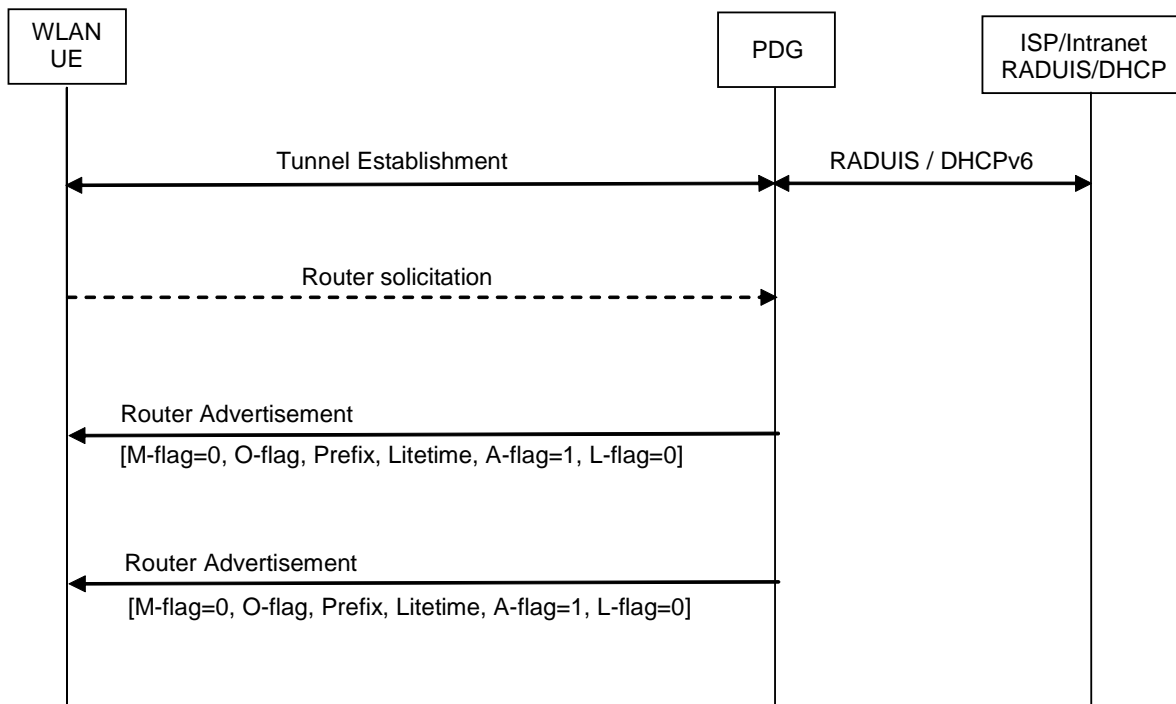 WLAN
UE
PDG
ISP/Intranet
RADUIS/DHCP
Tunnel Establishment
RADUIS / DHCPv6
Router solicitation
Router Advertisement
[M-flag=0, O-flag, Prefix, Litetime, A-flag=1, L-flag=0]
Router Advertisement
[M-flag=0, O-flag, Prefix, Litetime, A-flag=1, L-flag=0]